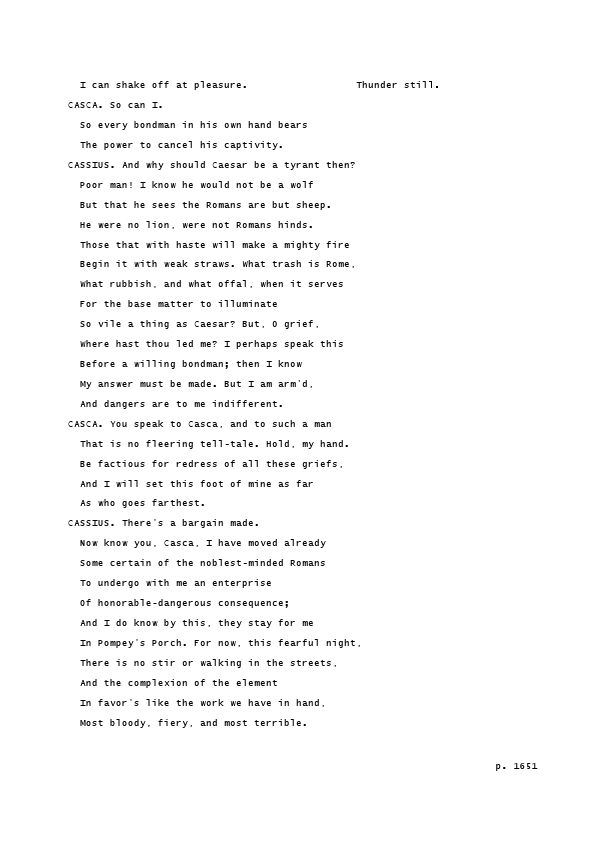 I can shake off at pleasure. Thunder still.
CASCA. So can I.
So every bondman in his own hand bears
The power to cancel his captivity.
CASSIUS. And why should Caesar be a tyrant then?
Poor man! I know he would not be a wolf
But that he sees the Romans are but sheep.
He were no lion, were not Romans hinds.
Those that with haste will make a mighty fire
Begin it with weak straws. What trash is Rome,
What rubbish, and what offal, when it serves
For the base matter to illuminate
So vile a thing as Caesar? But, O grief,
Where hast thou led me? I perhaps speak this
Before a willing bondman; then I know
My answer must be made. But I am arm'd,
And dangers are to me indifferent.
CASCA. You speak to Casca, and to such a man
That is no fleering tell-tale. Hold, my hand.
Be factious for redress of all these griefs,
And I will set this foot of mine as far
As who goes farthest.
CASSIUS. There's a bargain made.
Now know you, Casca, I have moved already
Some certain of the noblest-minded Romans
To undergo with me an enterprise
Of honorable-dangerous consequence;
And I do know by this, they stay for me
In Pompey's Porch. For now, this fearful night,
There is no stir or walking in the streets,
And the complexion of the element
In favor's like the work we have in hand,
Most bloody, fiery, and most terrible.
p. 1651